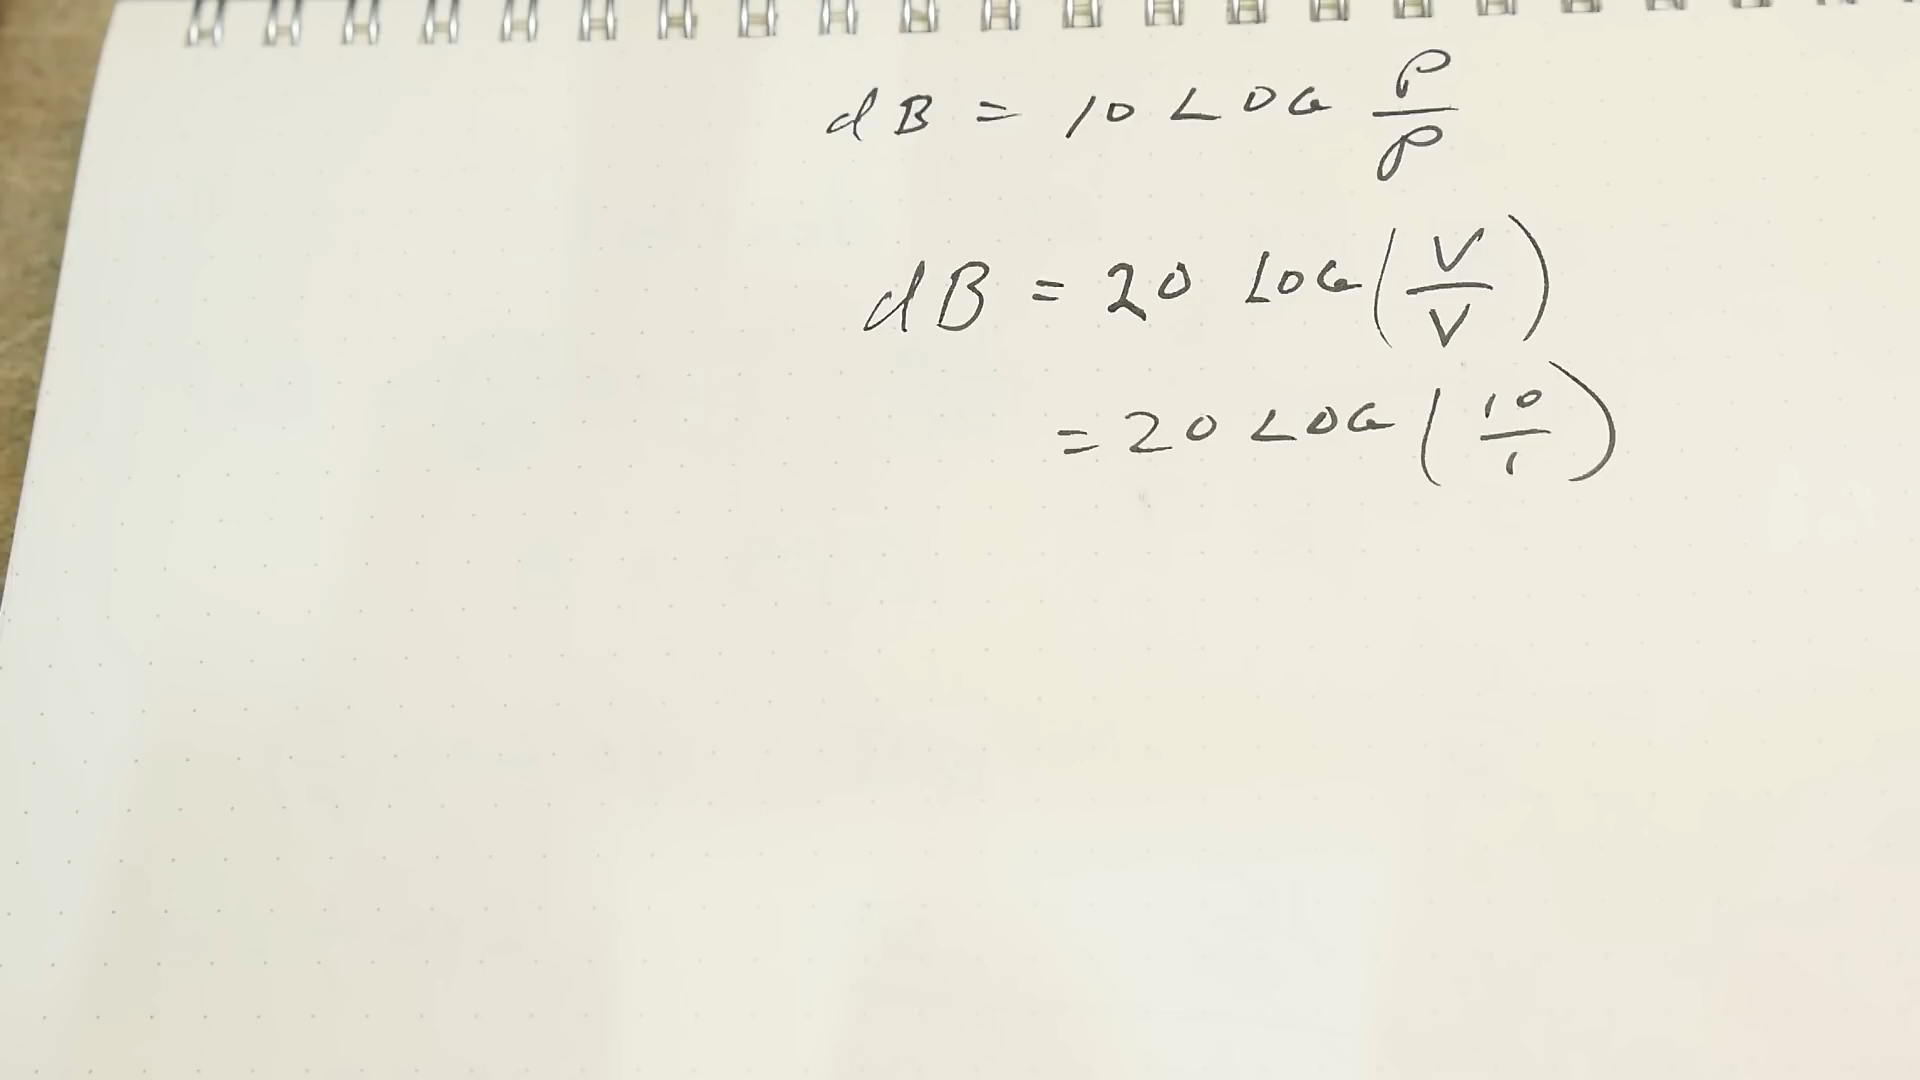 dB = 10 LOG P/P
dB = 20 LOG (V/V)
= 20 LOG (10/1)